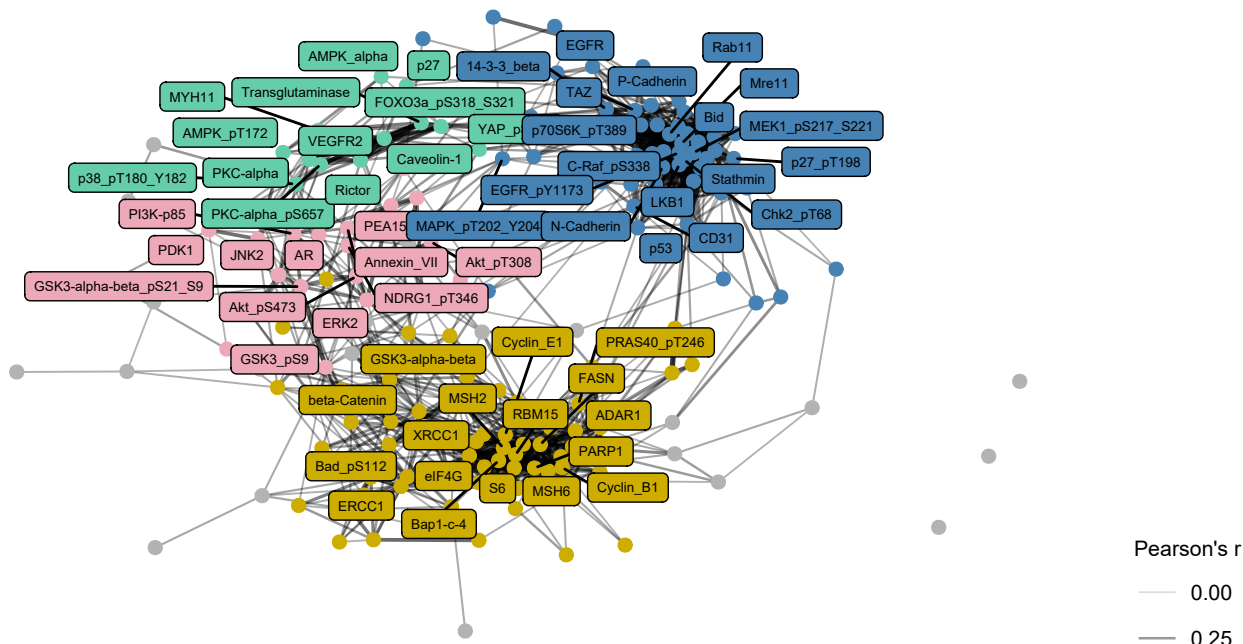 EGFR
Rab11
AMPK_alpha
p27
14-3-3_beta
P-Cadherin
Mre11
MYH11
Transglutaminase
FOXO3a_pS318_S321
TAZ
Bid
AMPK_pT172
VEGFR2
YAP_p
p70S6K_pT389
MEK1_pS217_S221
p38_pT180_Y182
PKC-alpha
Caveolin-1
C-Raf_pS338
p27_pT198
Rictor
EGFR_pY1173
Stathmin
PI3K-p85
PKC-alpha_pS657
LKB1
Chk2_pT68
PEA15
MAPK_pT202_Y204
N-Cadherin
CD31
PDK1
JNK2
AR
Annexin_VII
Akt_pT308
p53
GSK3-alpha-beta_pS21_S9
Akt_pS473
NDRG1_pT346
ERK2
GSK3_pS9
GSK3-alpha-beta
Cyclin_E1
PRAS40_pT246
FASN
beta-Catenin
MSH2
RBM15
ADAR1
XRCC1
PARP1
Bad_pS112
eIF4G
S6
MSH6
Cyclin_B1
ERCC1
Bap1-c-4
Pearson's r
0.00
0.25